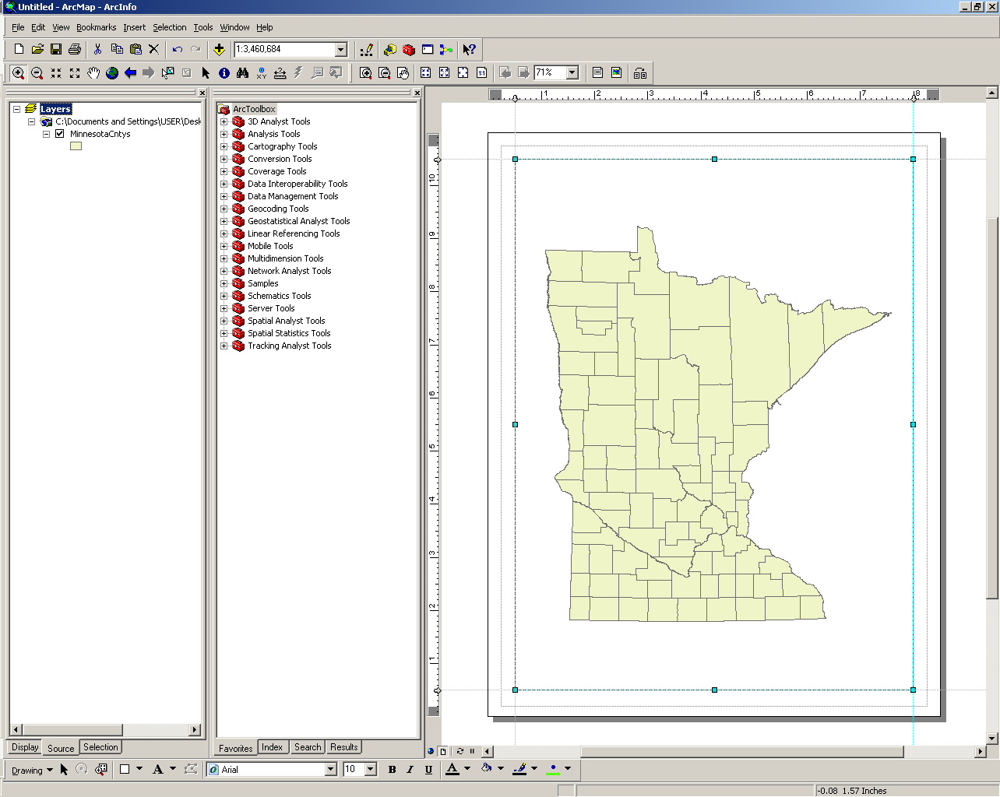 Untitled - ArcMap - ArcInfo
File Edit View Bookmarks Insert Selection Tools Window Help
1:3,460,684
71%
1:1
Layers
C:\Documents and Settings\USER\Desk
MinnesotaCntys
ArcToolbox
3D Analyst Tools
Analysis Tools
Cartography Tools
Conversion Tools
Coverage Tools
Data Interoperability Tools
Data Management Tools
Geocoding Tools
Geostatistical Analyst Tools
Linear Referencing Tools
Mobile Tools
Multidimension Tools
Network Analyst Tools
Samples
Schematics Tools
Server Tools
Spatial Analyst Tools
Spatial Statistics Tools
Tracking Analyst Tools
1 2 3 4 5 6 7 8
10
9
8
7
6
5
4
3
2
1
Display Source Selection
Favorites Index Search Results
Drawing A Arial 10 B I U A
-0.08 1.57 Inches